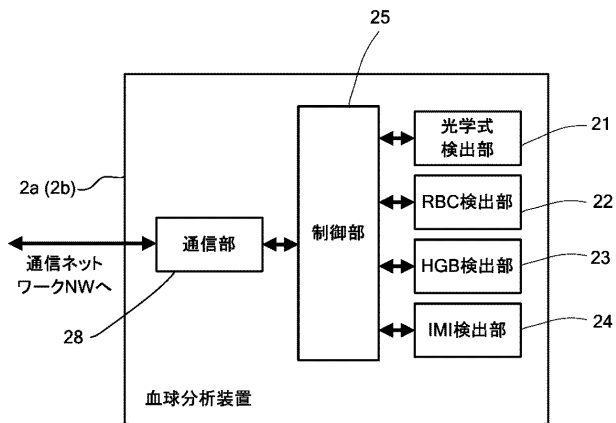 25
光学式
検出部
21
2a (2b)
RBC検出部
22
通信部
制御部
通信ネット
ワークNWへ
HGB検出部
23
28
IMI検出部
24
血球分析装置